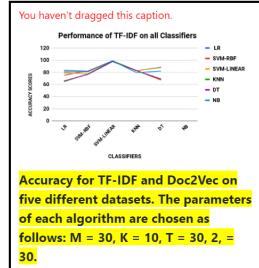 You haven't dragged this caption.
Performance of TF-IDF on all Classifiers
120
100
80
60
40
20
0
ACCURACY SCORES
LR
SVM-RBF
SVM-LINEAR
KNN
DT
NB
CLASSIFIERS
LR
SVM-RBF
SVM-LINEAR
KNN
DT
NB
Accuracy for TF-IDF and Doc2Vec on
five different datasets. The parameters
of each algorithm are chosen as
follows: M = 30, K = 10, T = 30, 2, =
30.